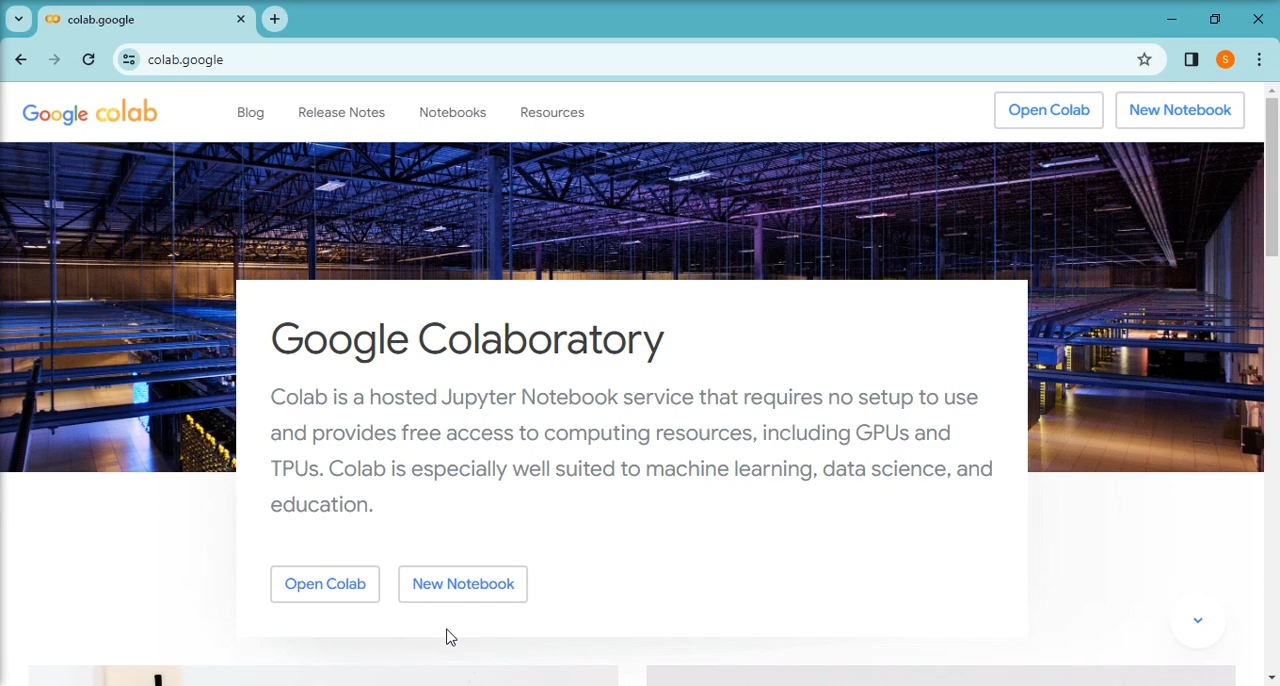 colab.google
colab.google
S
Google colab
Blog
Release Notes
Notebooks
Resources
Open Colab
New Notebook
Google Colaboratory
Colab is a hosted Jupyter Notebook service that requires no setup to use
and provides free access to computing resources, including GPUs and
TPUs. Colab is especially well suited to machine learning, data science, and
education.
Open Colab
New Notebook